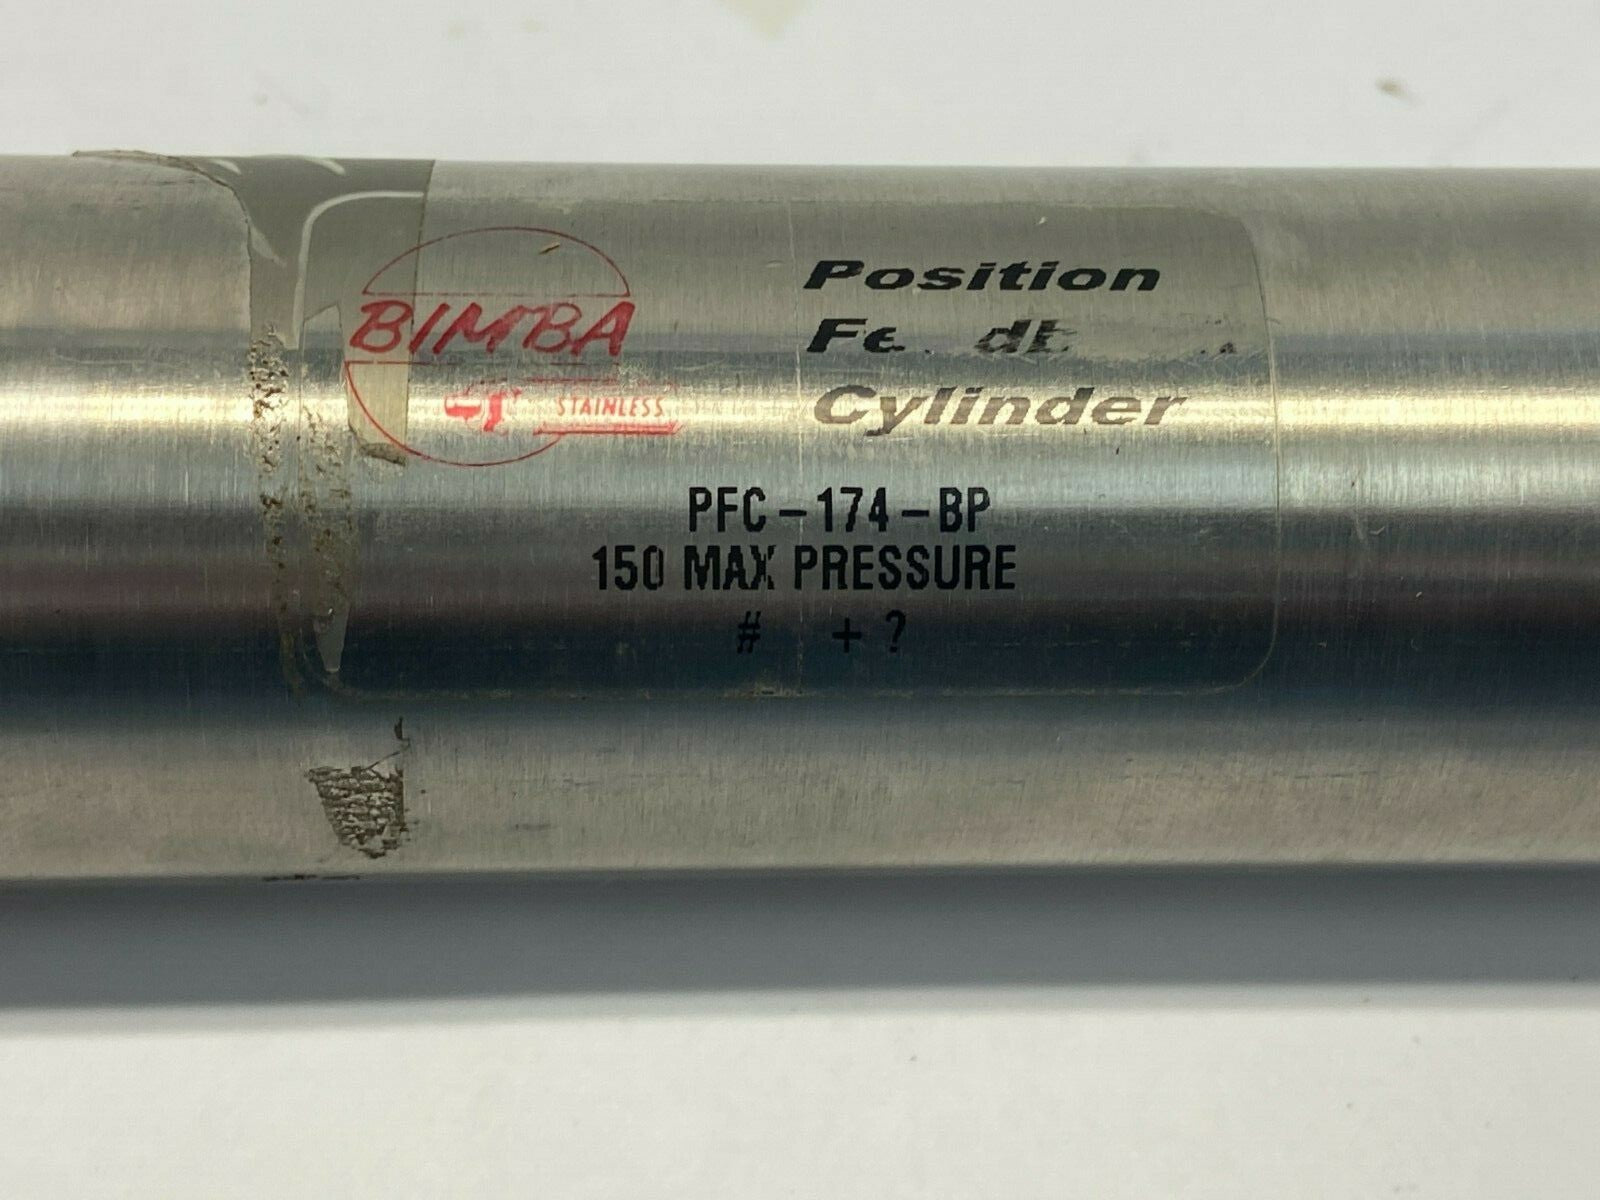 BIMBA
STAINLESS
Position
Cylinder
PFC-174-BP
150 MAX PRESSURE
# + ?